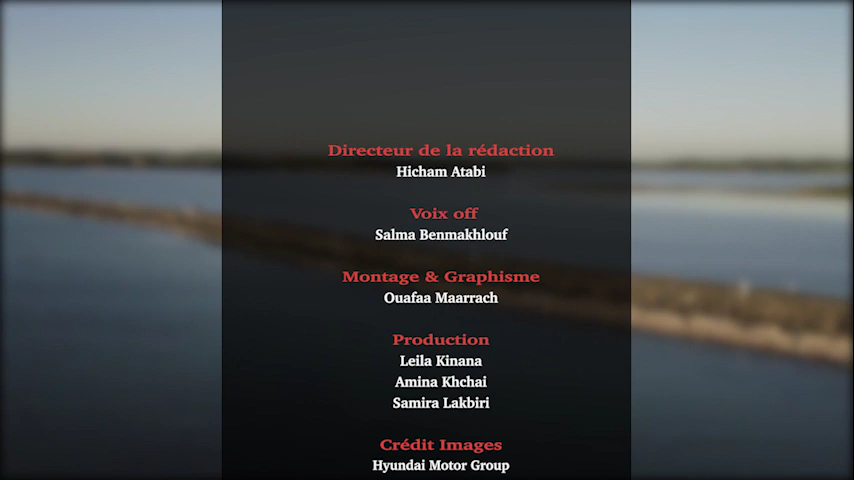 Directeur de la rédaction
Hicham Atabi
Voix off
Salma Benmakhlouf
Montage & Graphisme
Ouafaa Maarrach
Production
Leila Kinana
Amina Khchai
Samira Lakbiri
Crédit Images
Hyundai Motor Group